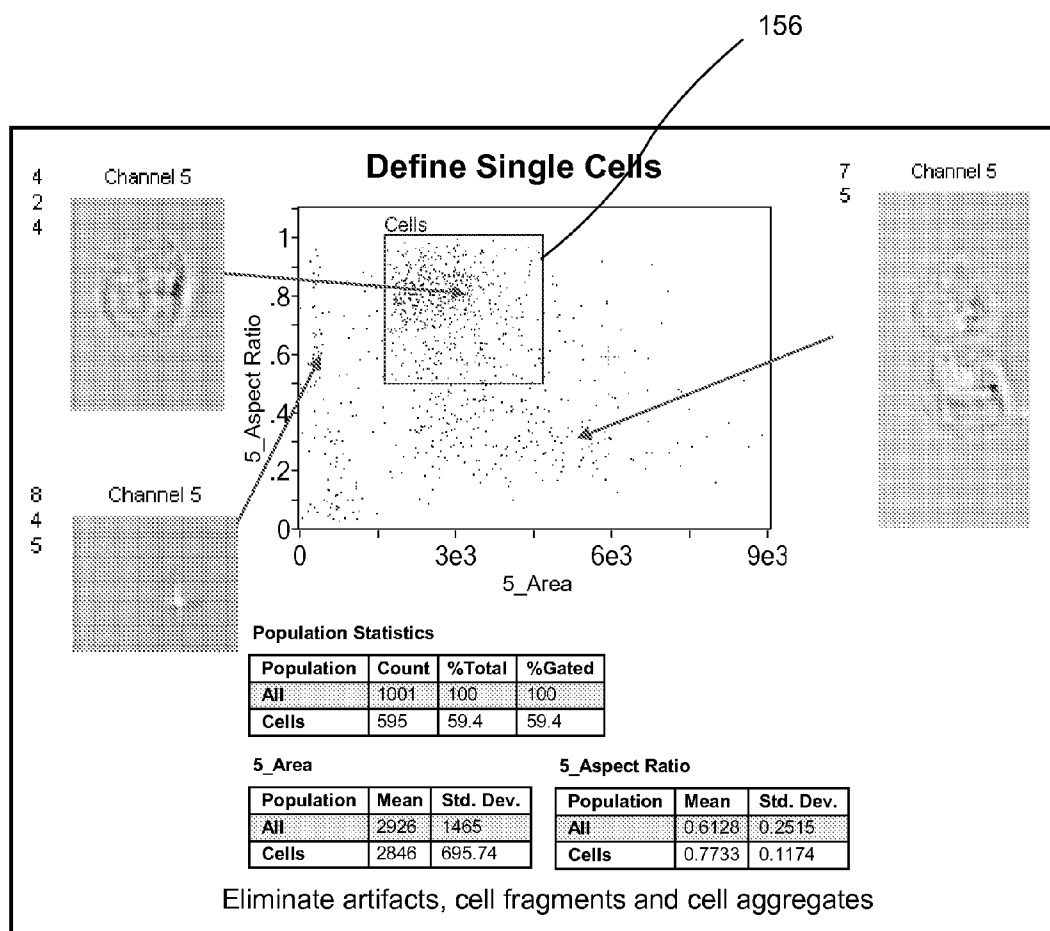 156
Define Single Cells
4
2
4
Channel 5
7
5
Channel 5
Cells
1
.8
.6
.4
.2
0
5_Aspect Ratio
0 3e3 6e3 9e3
5_Area
8
4
5
Channel 5
Population Statistics
Population Count %Total %Gated
All 1001 100 100
Cells 595 59.4 59.4
5_Area
Population Mean Std. Dev.
All 2926 1465
Cells 2846 695.74
5_Aspect Ratio
Population Mean Std. Dev.
All 0.6128 0.2515
Cells 0.7733 0.1174
Eliminate artifacts, cell fragments and cell aggregates